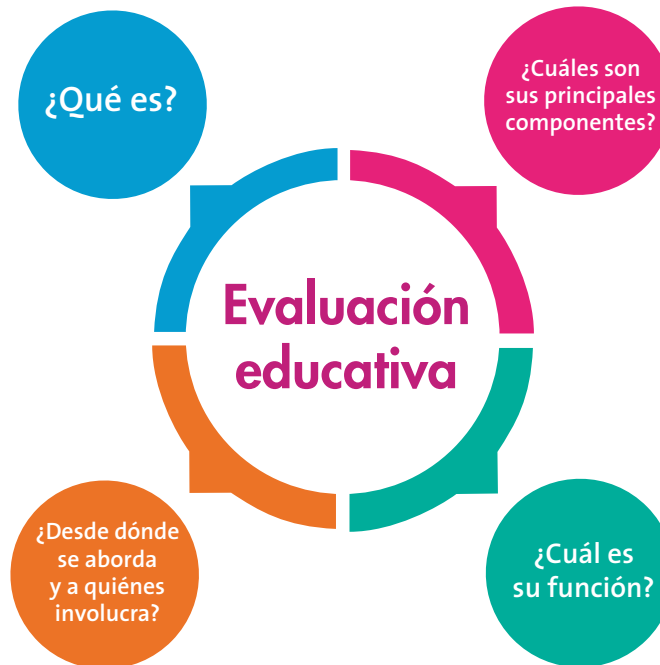 ¿Qué es?
¿Cuáles son
sus principales
componentes?
Evaluación
educativa
¿Desde dónde
se aborda
y a quiénes
involucra?
¿Cuál es
su función?